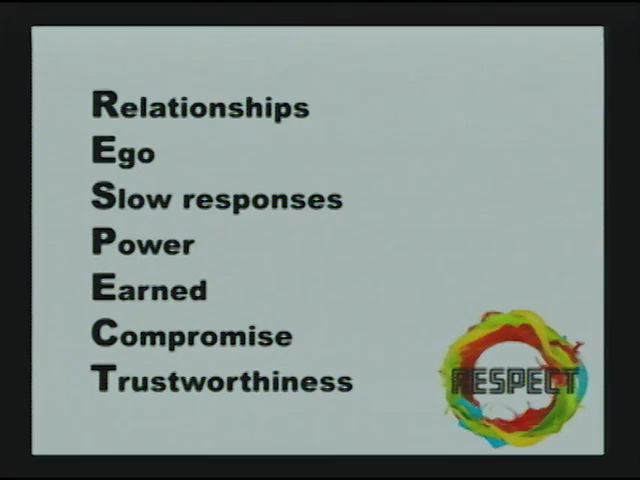 Relationships
Ego
Slow responses
Power
Earned
Compromise
Trustworthiness
RESPECT